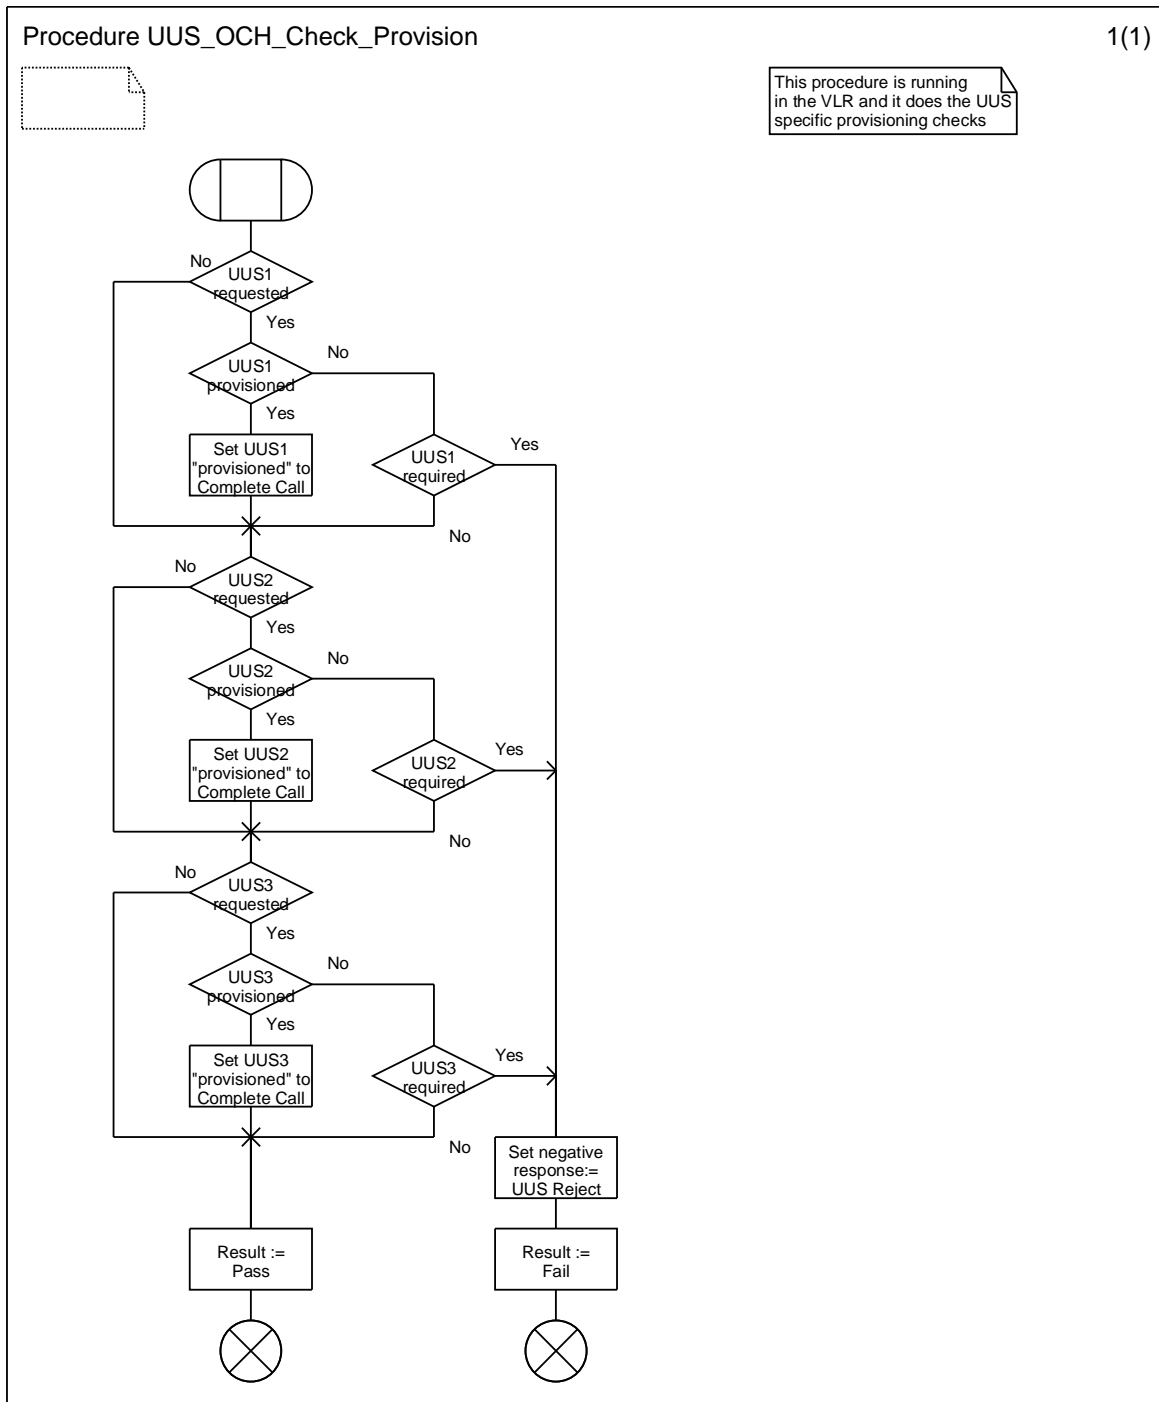 Procedure UUS_OCH_Check_Provision
1(1)
This procedure is running
in the VLR and it does the UUS
specific provisioning checks
No
UUS1
requested
Yes
UUS1
provisioned
No
Yes
Set UUS1
"provisioned" to
Complete Call
UUS1
required
Yes
No
No
UUS2
requested
Yes
UUS2
provisioned
No
Yes
Set UUS2
"provisioned" to
Complete Call
UUS2
required
Yes
No
No
UUS3
requested
Yes
UUS3
provisioned
No
Yes
Set UUS3
"provisioned" to
Complete Call
UUS3
required
Yes
No
Set negative
response:=
UUS Reject
Result :=
Pass
Result :=
Fail